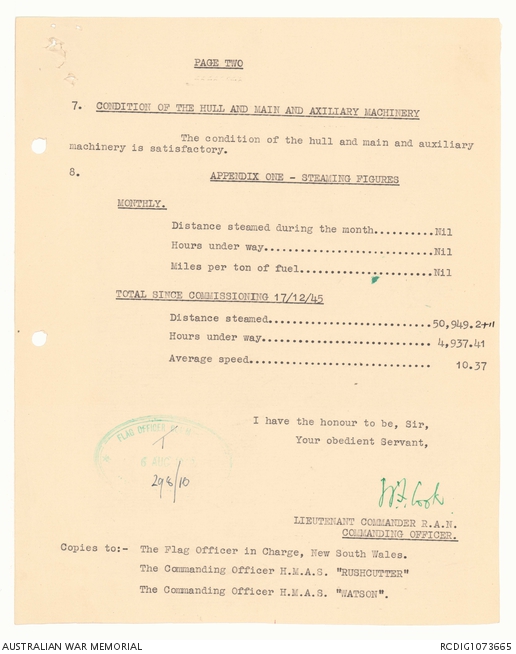 PAGE TWO
7. CONDITION OF THE HULL AND MAIN AND AXILIARY MACHINERY
The condition of the hull and main and auxiliary
machinery is satisfactory.
8. APPENDIX ONE - STEAMING FIGURES
MONTHLY.
Distance steamed during the month..........Nil
Hours under way.............................Nil
Miles per ton of fuel.......................Nil
TOTAL SINCE COMMISSIONING 17/12/45
Distance steamed............................50,949.2
Hours under way............................. 4,937.41
Average speed............................... 10.37
I have the honour to be, Sir,
Your obedient Servant,
FLAG OFFICER
298/10
Cook
LIEUTENANT COMMANDER R.A.N.
COMMANDING OFFICER.
Copies to:- The Flag Officer in Charge, New South Wales.
The Commanding Officer H.M.A.S. "RUSHCUTTER"
The Commanding Officer H.M.A.S. "WATSON".
AUSTRALIAN WAR MEMORIAL
RCDIG1073665